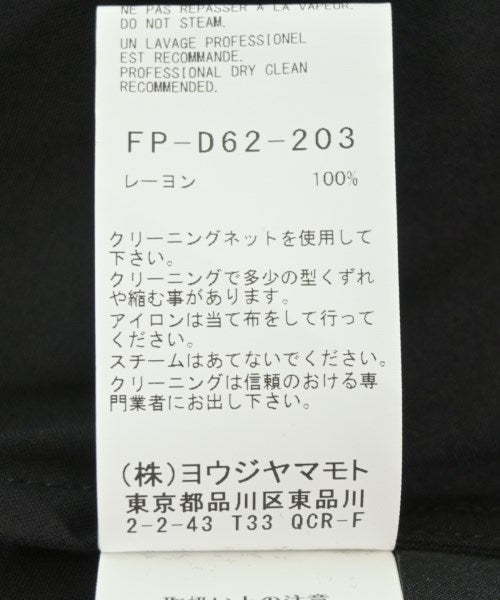 NE PAS REPASSER A LA VAPEUR.
DO NOT STEAM.
UN LAVAGE PROFESSIONEL
EST RECOMMANDE.
PROFESSIONAL DRY CLEAN
RECOMMENDED.
FP-D62-203
レーヨン 100%
クリーニングネットを使用して
下さい。
クリーニングで多少の型くずれ
や縮む事があります。
アイロンは当て布をして行って
ください。
スチームはあてないでください。
クリーニングは信頼のおける専
門業者にお出し下さい。
(株)ヨウジヤマモト
東京都品川区東品川
2-2-43 T33 QCR-F